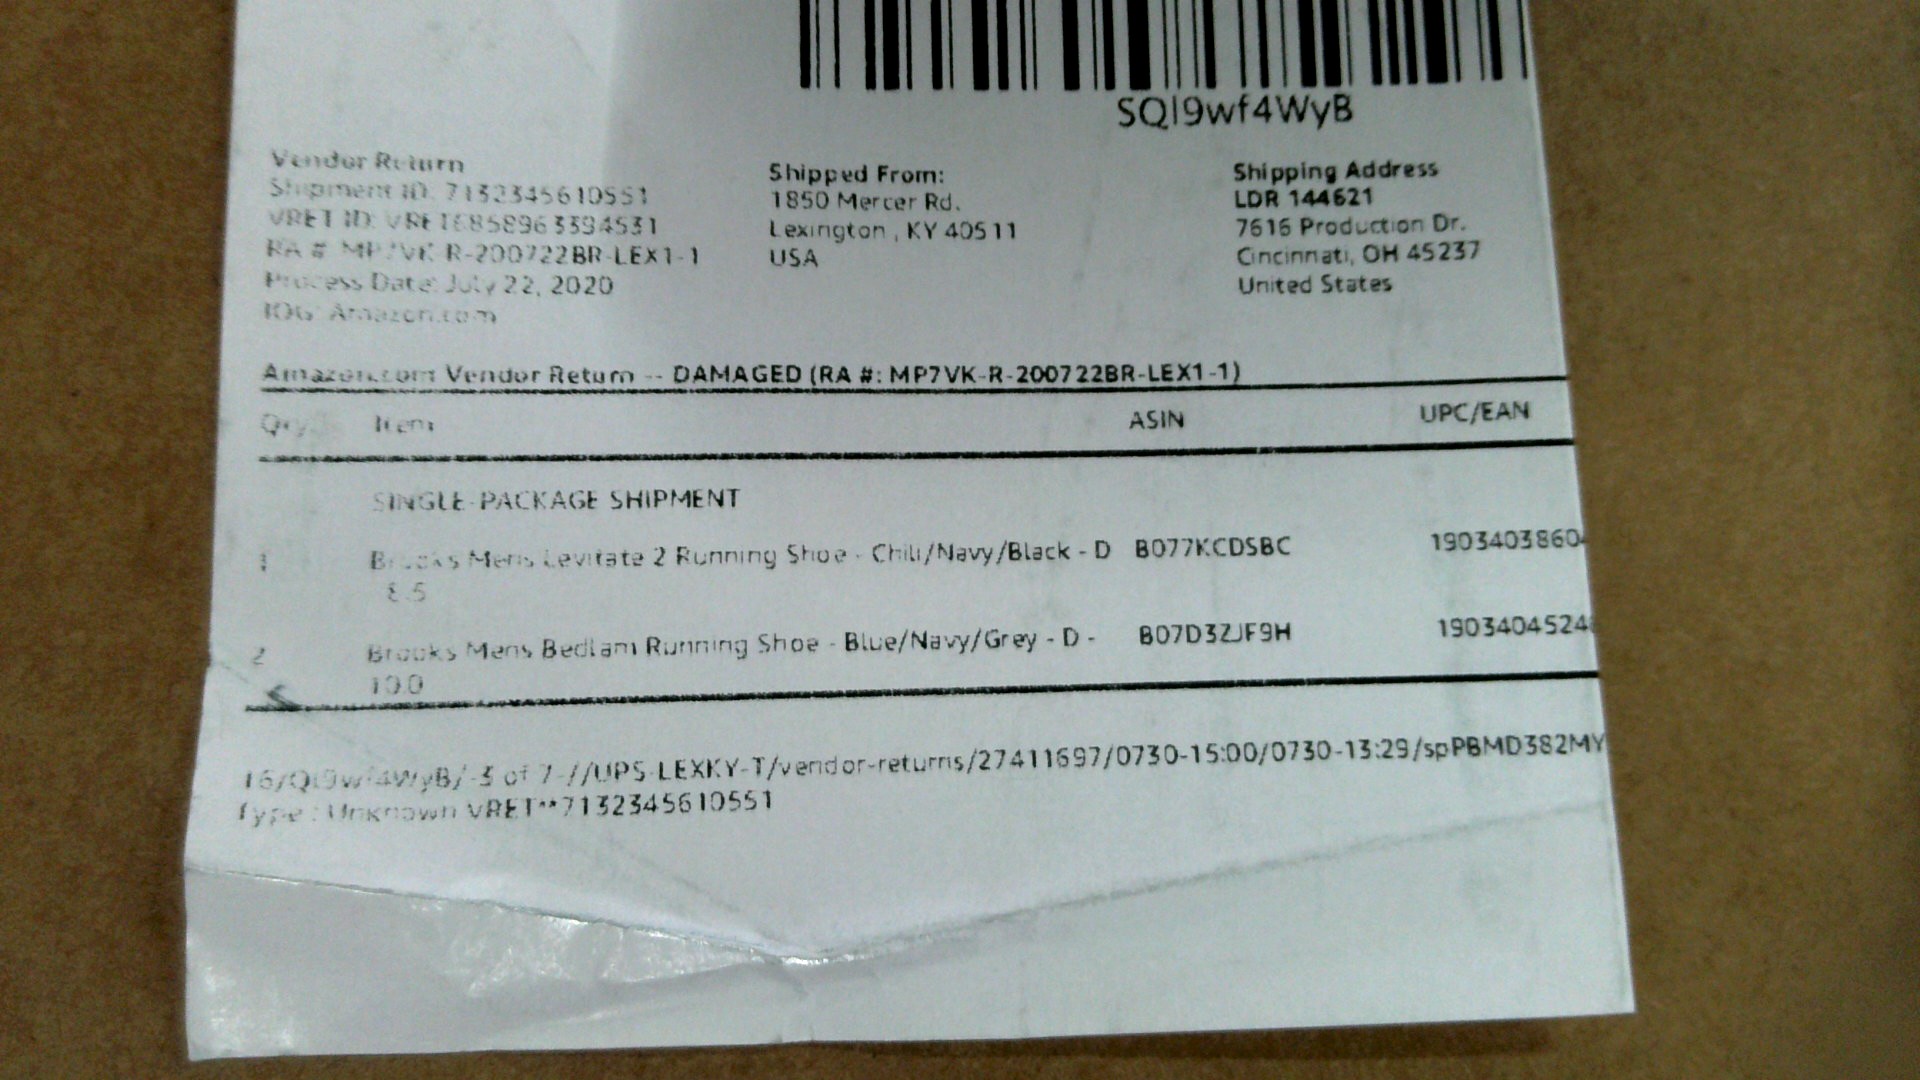 SQl9wf4WyB
Vendor Return
Shipment ID: 7132345610551
VRET ID: VRET6858963394531
RA # MP7VK-R-200722BR-LEX1-1
Process Date: July 22, 2020
IOG: Amazon.com
Shipped From:
1850 Mercer Rd.
Lexington , KY 40511
USA
Shipping Address
LDR 144621
7616 Production Dr.
Cincinnati, OH 45237
United States
Amazon.com Vendor Return -- DAMAGED (RA #: MP7VK-R-200722BR-LEX1-1)
Qty. Item ASIN UPC/EAN
SINGLE-PACKAGE SHIPMENT
1 Brooks Mens Levitate 2 Running Shoe - Chili/Navy/Black - D B077KCDSBC 1903403860
8.5
2 Brooks Mens Bedlam Running Shoe - Blue/Navy/Grey - D - B07D3ZJF9H 1903404524
10.0
16/Ql9wf4WyB/-3 of 7-//UPS-LEXKY-T/vendor-returns/27411697/0730-15:00/0730-13:29/spPBMD382MY
Type : Unknown VRET**7132345610551